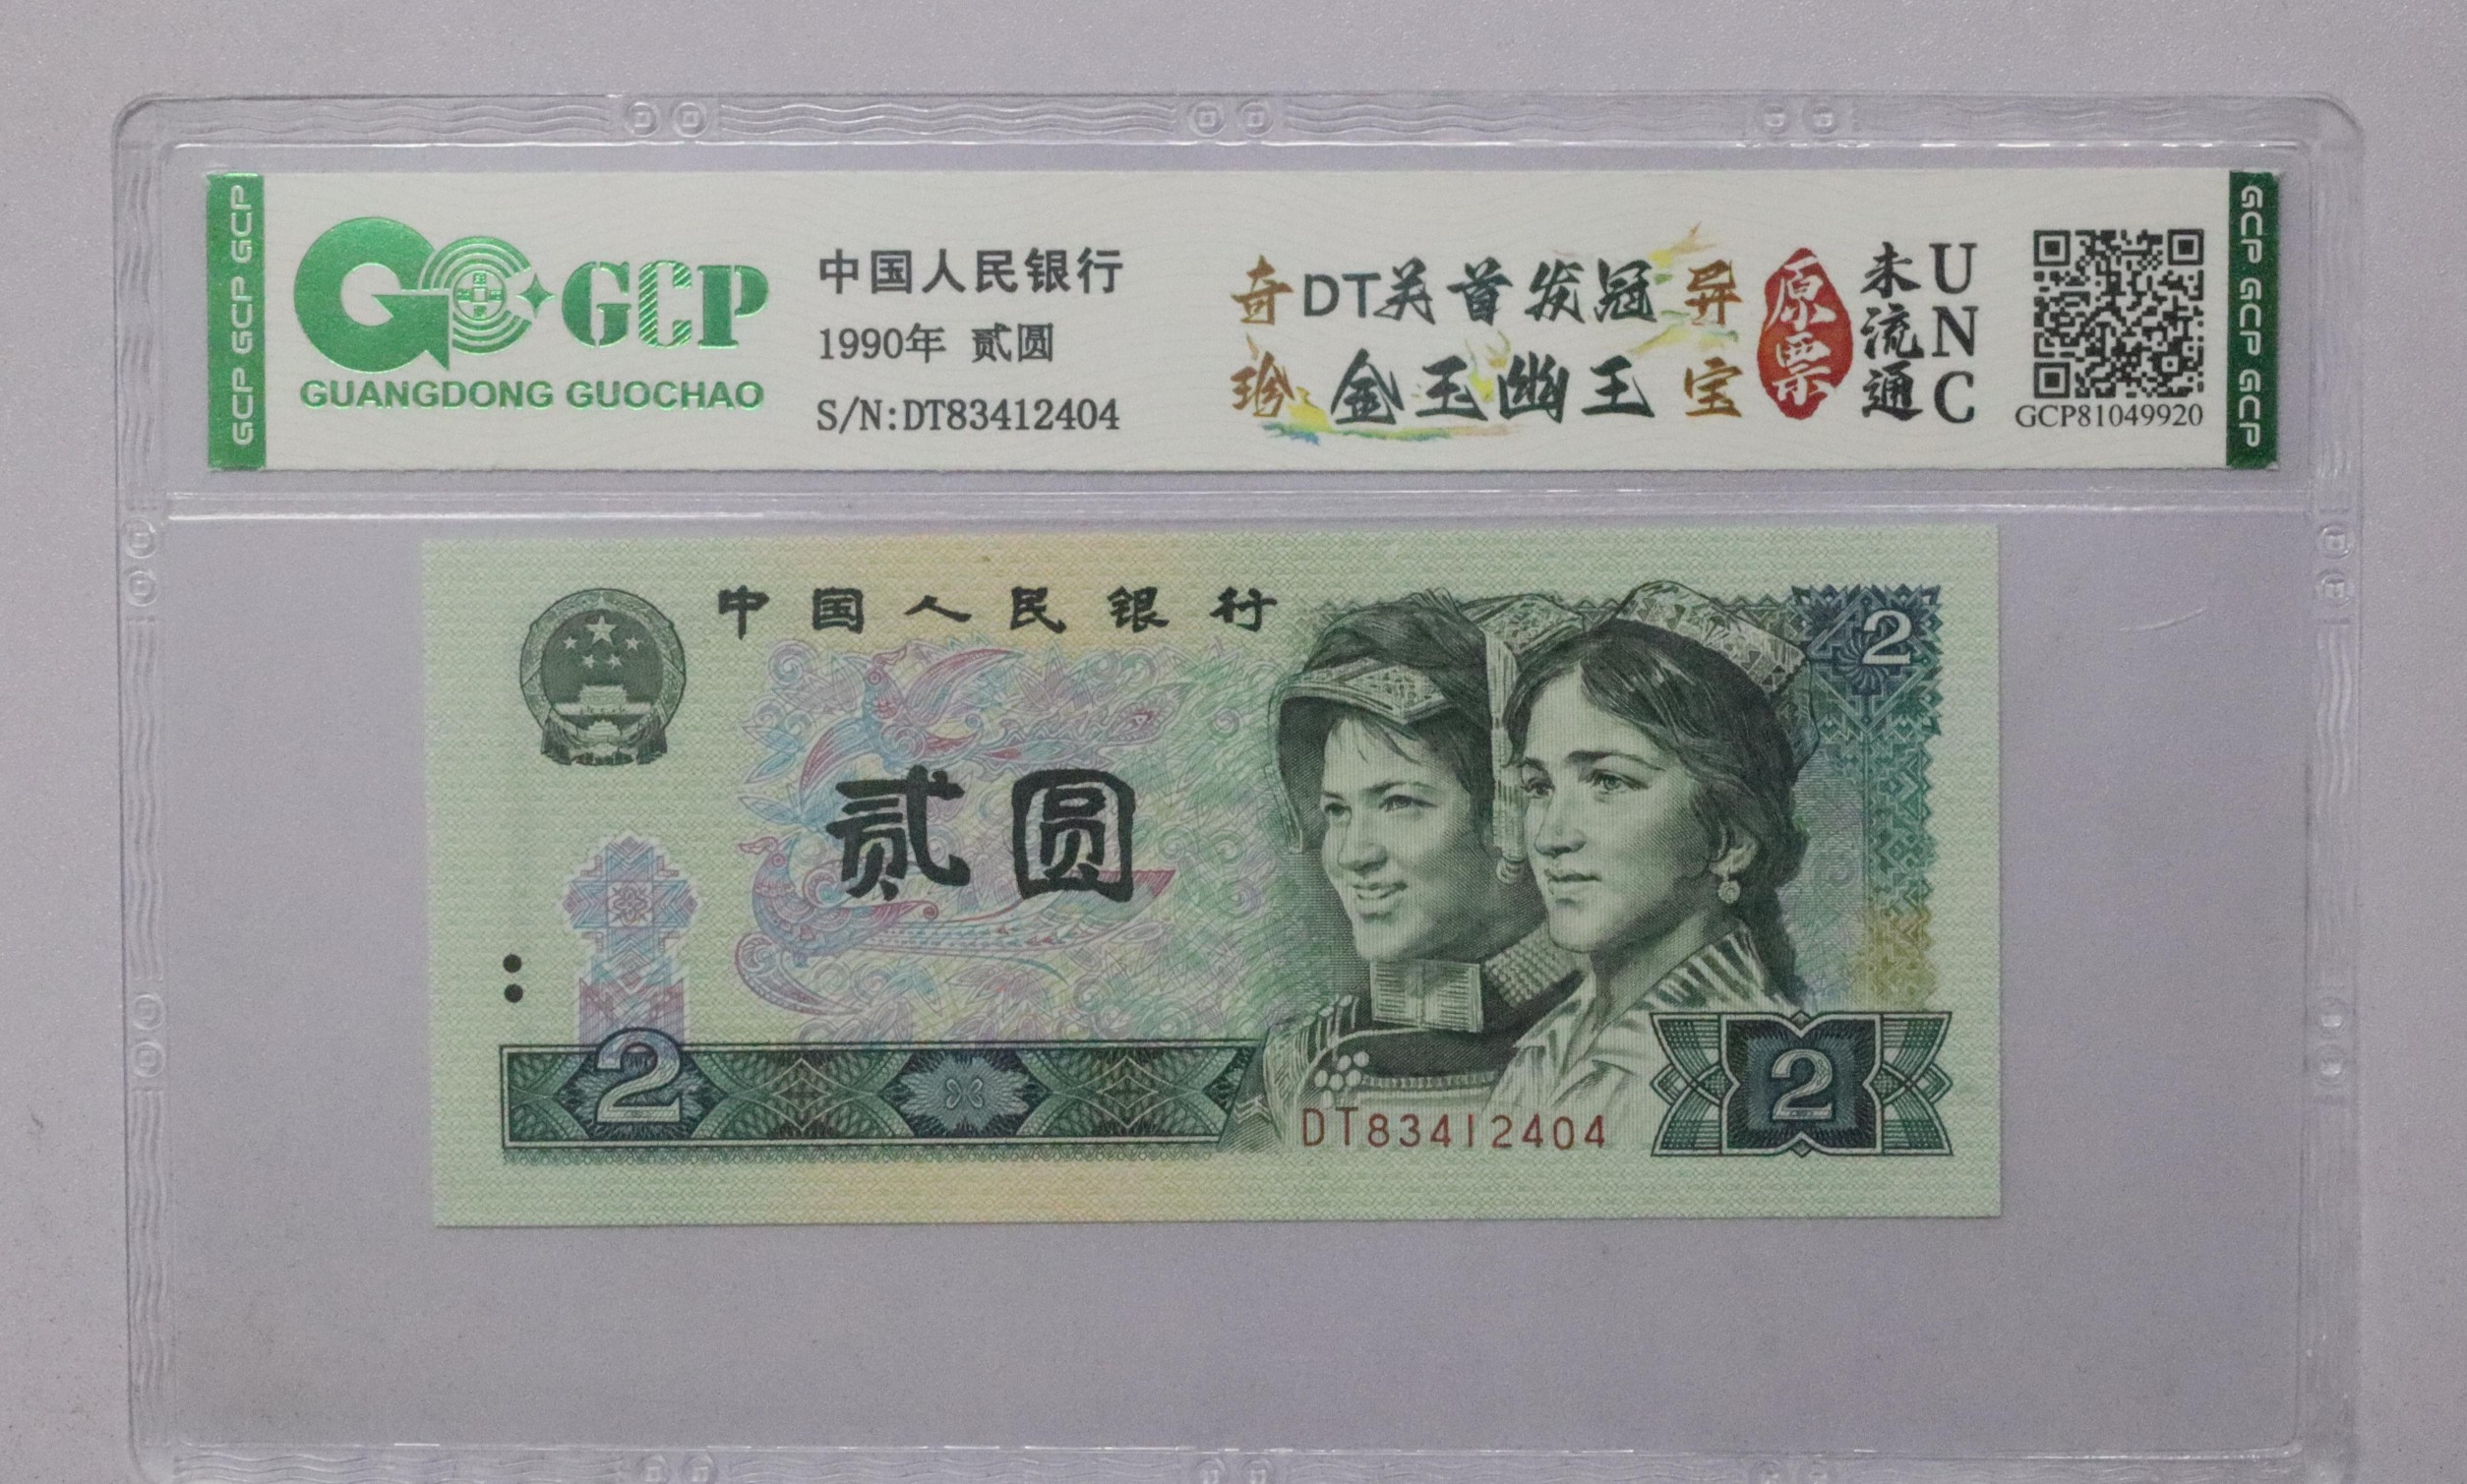 GCP GCP GCP
GCP
GUANGDONG GUOCHAO
中国人民银行
1990年 贰圆
S/N:DT83412404
奇DT关首发冠异
珍金玉幽王宝
原票
未流通
UNC
GCP81049920
GCP GCP GCP
中国人民银行
2
贰圆
2
DT83412404
2